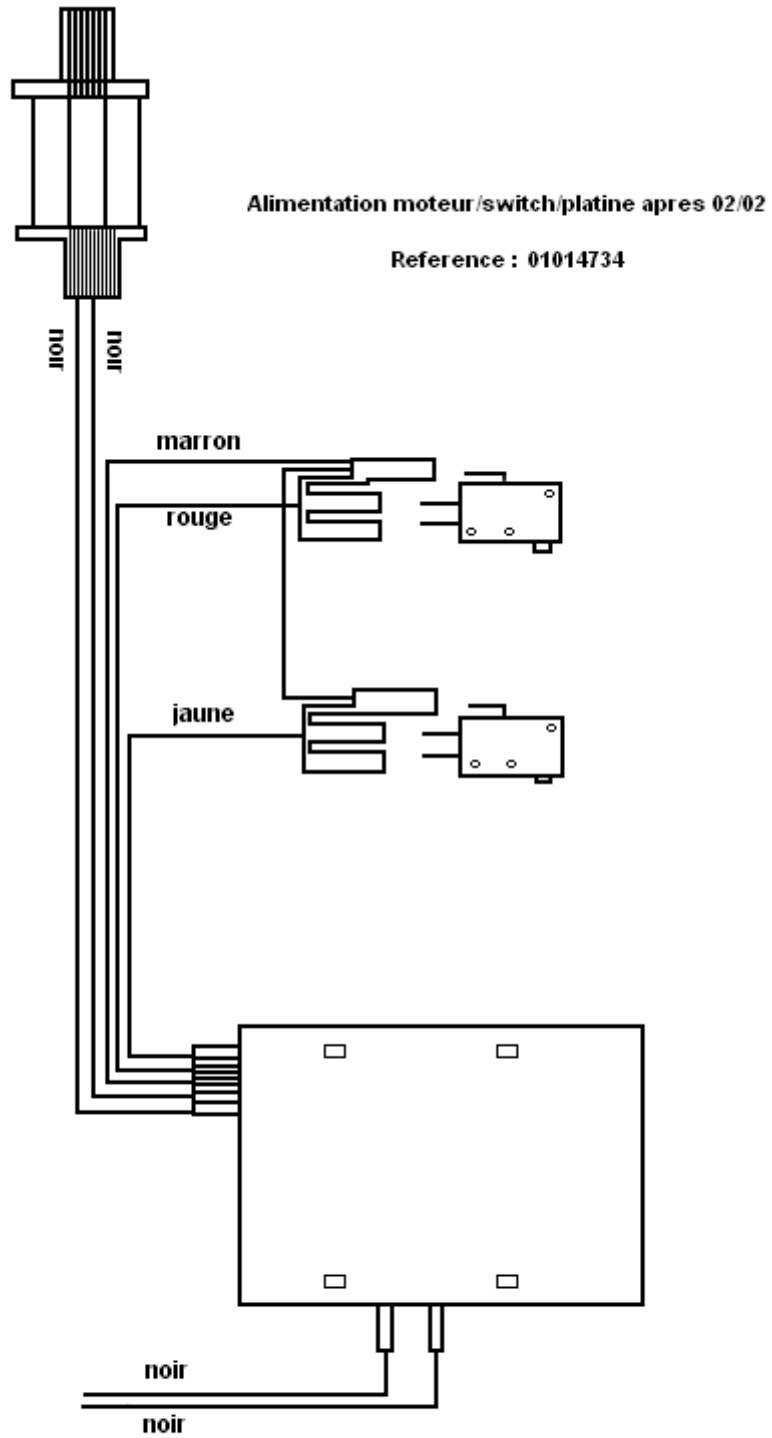 Alimentation moteur/switch/platine apres 02/02
Reference : 01014734
noir
noir
marron
rouge
jaune
noir
noir